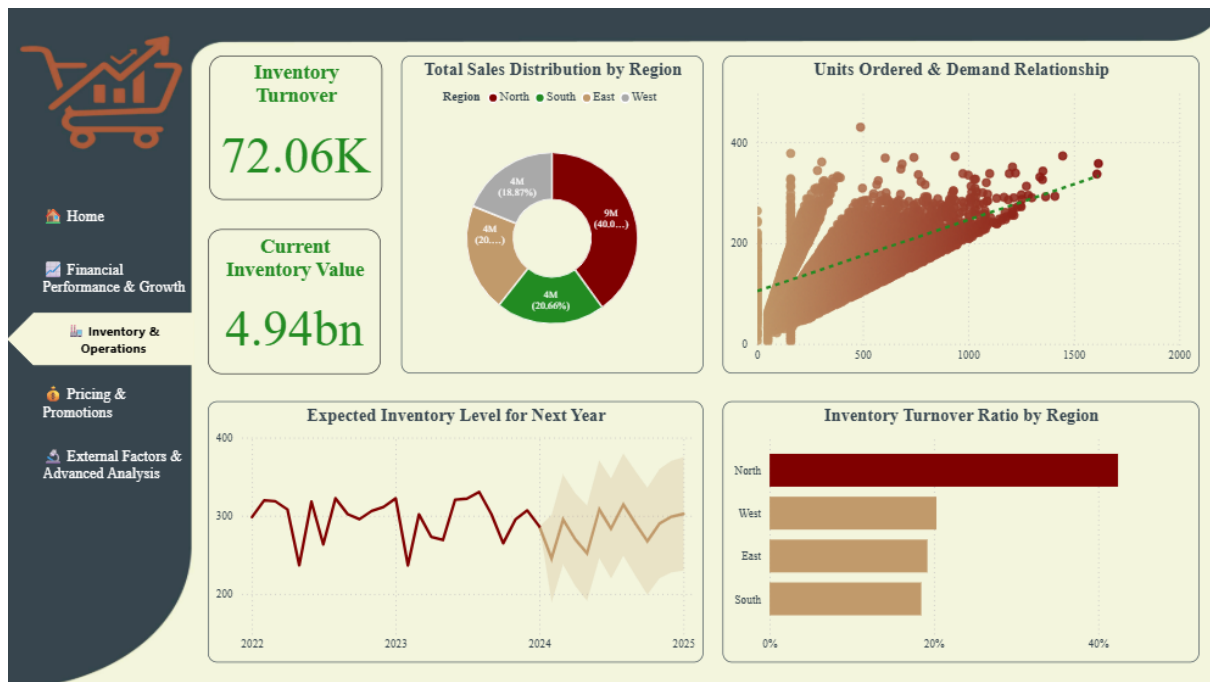 Home
Financial
Performance & Growth
Inventory &
Operations
Pricing &
Promotions
External Factors &
Advanced Analysis
Inventory
Turnover
72.06K
Current
Inventory Value
4.94bn
Total Sales Distribution by Region
Region North South East West
4M
(18.87%)
9M
(40.0...)
4M
(20....)
4M
(20.66%)
Units Ordered & Demand Relationship
400
200
0
0 500 1000 1500 2000
Expected Inventory Level for Next Year
400
300
200
2022 2023 2024 2025
Inventory Turnover Ratio by Region
North
West
East
South
0% 20% 40%